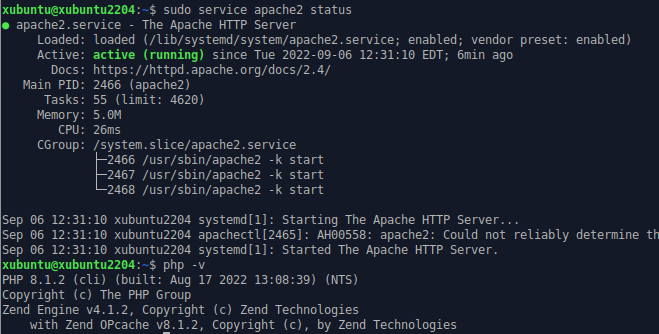 xubuntu@xubuntu2204:~$ sudo service apache2 status
● apache2.service - The Apache HTTP Server
     Loaded: loaded (/lib/systemd/system/apache2.service; enabled; vendor preset: enabled)
     Active: active (running) since Tue 2022-09-06 12:31:10 EDT; 6min ago
       Docs: https://httpd.apache.org/docs/2.4/
   Main PID: 2466 (apache2)
      Tasks: 55 (limit: 4620)
     Memory: 5.0M
        CPU: 26ms
     CGroup: /system.slice/apache2.service
             ├─2466 /usr/sbin/apache2 -k start
             ├─2467 /usr/sbin/apache2 -k start
             └─2468 /usr/sbin/apache2 -k start
Sep 06 12:31:10 xubuntu2204 systemd[1]: Starting The Apache HTTP Server...
Sep 06 12:31:10 xubuntu2204 apachectl[2465]: AH00558: apache2: Could not reliably determine th
Sep 06 12:31:10 xubuntu2204 systemd[1]: Started The Apache HTTP Server.
xubuntu@xubuntu2204:~$ php -v
PHP 8.1.2 (cli) (built: Aug 17 2022 13:08:39) (NTS)
Copyright (c) The PHP Group
Zend Engine v4.1.2, Copyright (c) Zend Technologies
    with Zend OPcache v8.1.2, Copyright (c), by Zend Technologies